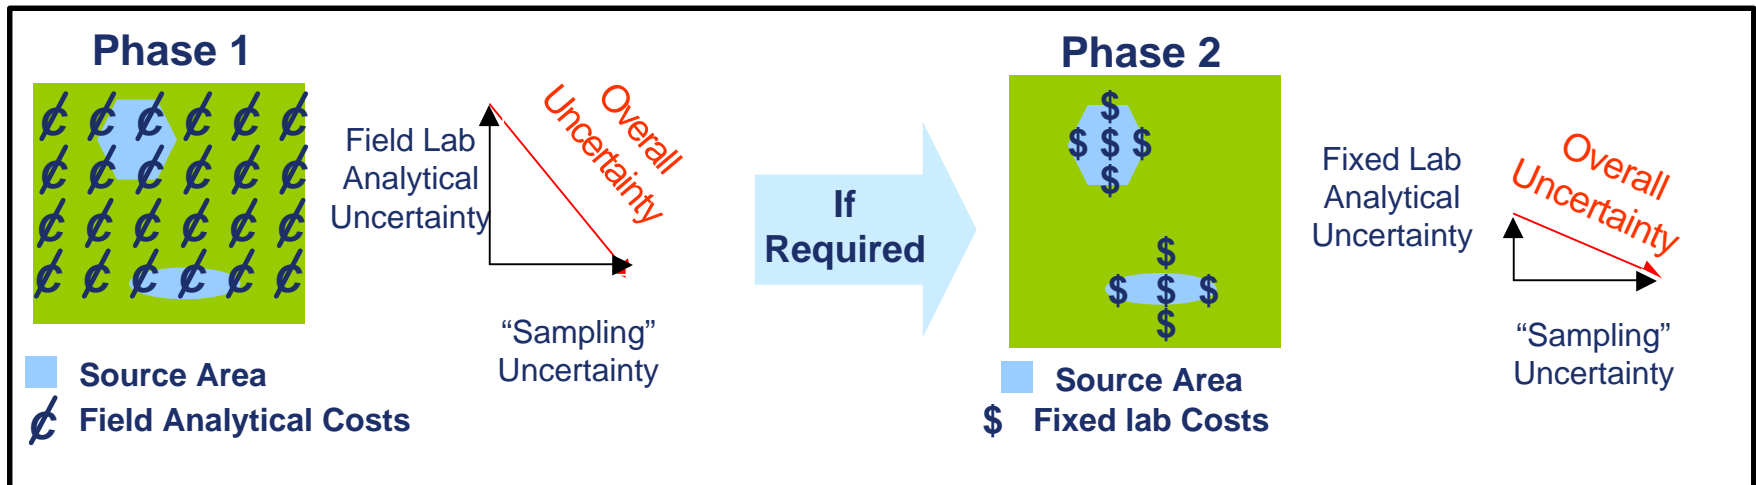 Phase 1
¢ ¢ ¢ ¢ ¢ ¢
¢ ¢ ¢ ¢ ¢ ¢
¢ ¢ ¢ ¢ ¢ ¢
¢ ¢ ¢ ¢ ¢ ¢
Field Lab
Analytical
Uncertainty
Overall
Uncertainty
“Sampling”
Uncertainty
Source Area
¢ Field Analytical Costs
If
Required
Phase 2
$
$ $ $
$
$
$ $ $
$
Fixed Lab
Analytical
Uncertainty
Overall
Uncertainty
“Sampling”
Uncertainty
Source Area
$ Fixed lab Costs